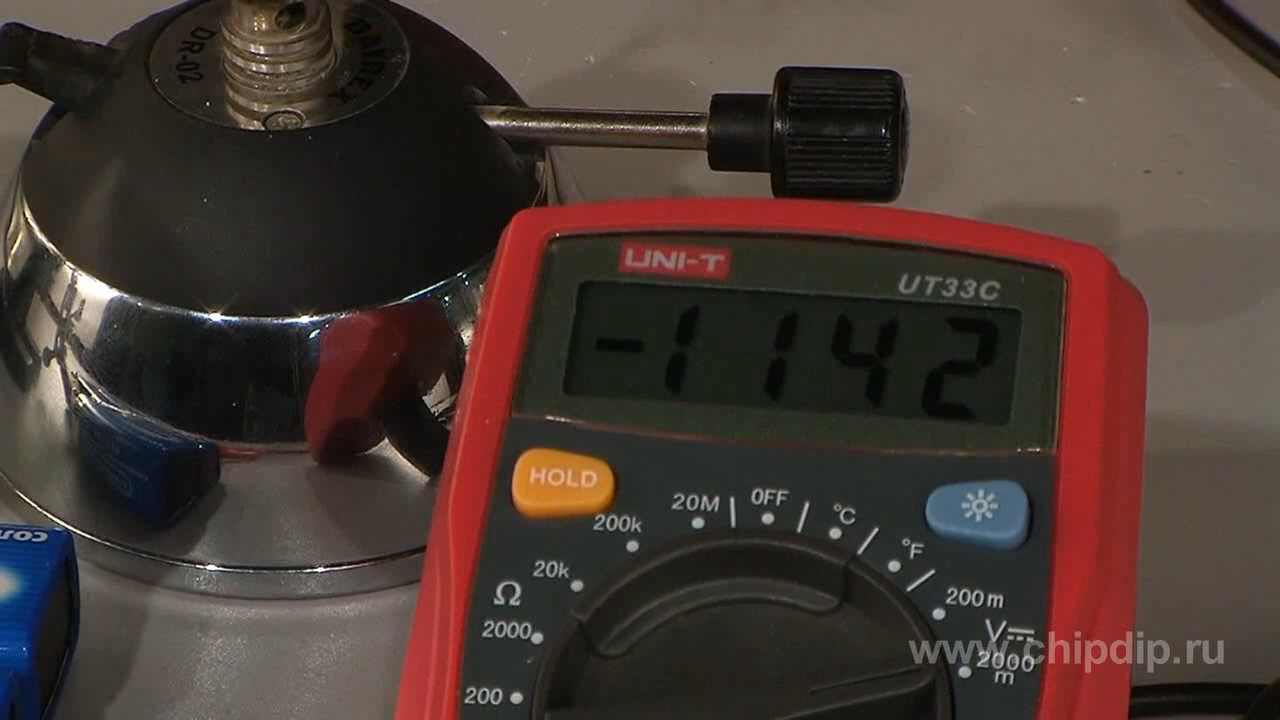 DR-02
UNI-T
UT33C
-1142
HOLD
200k
20M
OFF
°C
°F
20k
Ω
200m
2000
V
2000
m
200
www.chipdip.ru